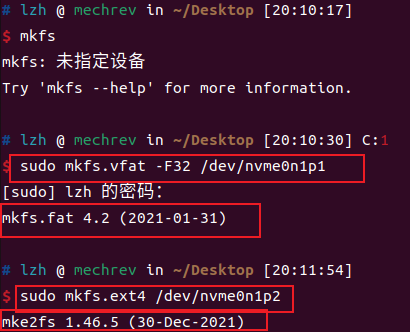 # lzh @ mechrev in ~/Desktop [20:10:17]
$ mkfs
mkfs: 未指定设备
Try 'mkfs --help' for more information.
# lzh @ mechrev in ~/Desktop [20:10:30] C:1
$ sudo mkfs.vfat -F32 /dev/nvme0n1p1
[sudo] lzh 的密码：
mkfs.fat 4.2 (2021-01-31)
# lzh @ mechrev in ~/Desktop [20:11:54]
$ sudo mkfs.ext4 /dev/nvme0n1p2
mke2fs 1.46.5 (30-Dec-2021)